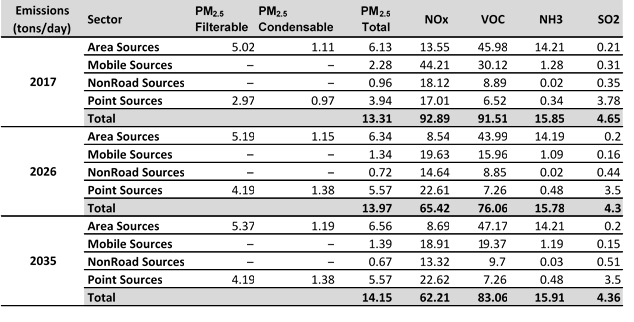 Emissions (tons/day) Sector PM2.5 Filterable PM2.5 Condensable PM2.5 Total NOx VOC NH3 SO2
2017
Area Sources 5.02 1.11 6.13 13.55 45.98 14.21 0.21
Mobile Sources – – 2.28 44.21 30.12 1.28 0.31
NonRoad Sources – – 0.96 18.12 8.89 0.02 0.35
Point Sources 2.97 0.97 3.94 17.01 6.52 0.34 3.78
Total 13.31 92.89 91.51 15.85 4.65
2026
Area Sources 5.19 1.15 6.34 8.54 43.99 14.19 0.2
Mobile Sources – – 1.34 19.63 15.96 1.09 0.16
NonRoad Sources – – 0.72 14.64 8.85 0.02 0.44
Point Sources 4.19 1.38 5.57 22.61 7.26 0.48 3.5
Total 13.97 65.42 76.06 15.78 4.3
2035
Area Sources 5.37 1.19 6.56 8.69 47.17 14.21 0.2
Mobile Sources – – 1.39 18.91 19.37 1.19 0.15
NonRoad Sources – – 0.67 13.32 9.7 0.03 0.51
Point Sources 4.19 1.38 5.57 22.62 7.26 0.48 3.5
Total 14.15 62.21 83.06 15.91 4.36